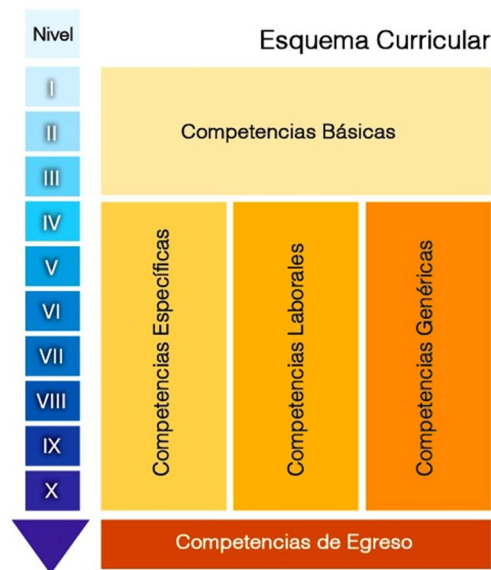 Nivel
Esquema Curricular
I
II
III
IV
V
VI
VII
VIII
IX
X
Competencias Básicas
Competencias Específicas
Competencias Laborales
Competencias Genéricas
Competencias de Egreso